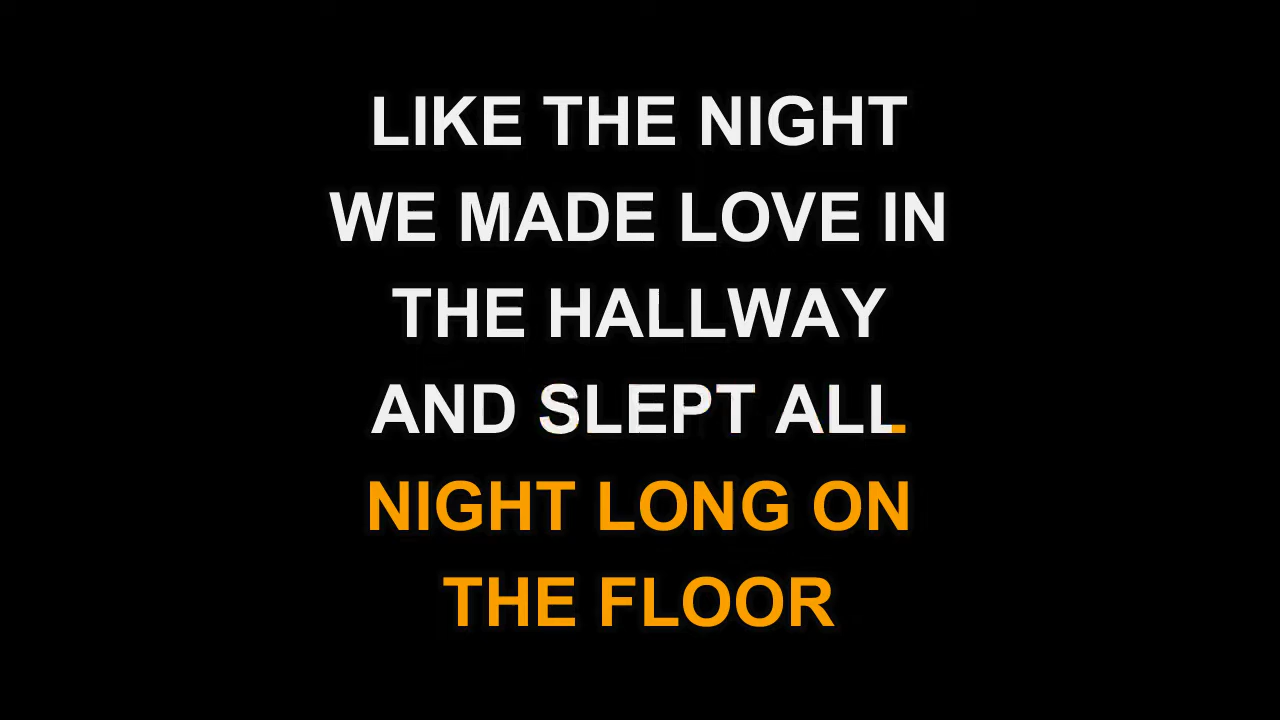 LIKE THE NIGHT
WE MADE LOVE IN
THE HALLWAY
AND SLEPT ALL
NIGHT LONG ON
THE FLOOR